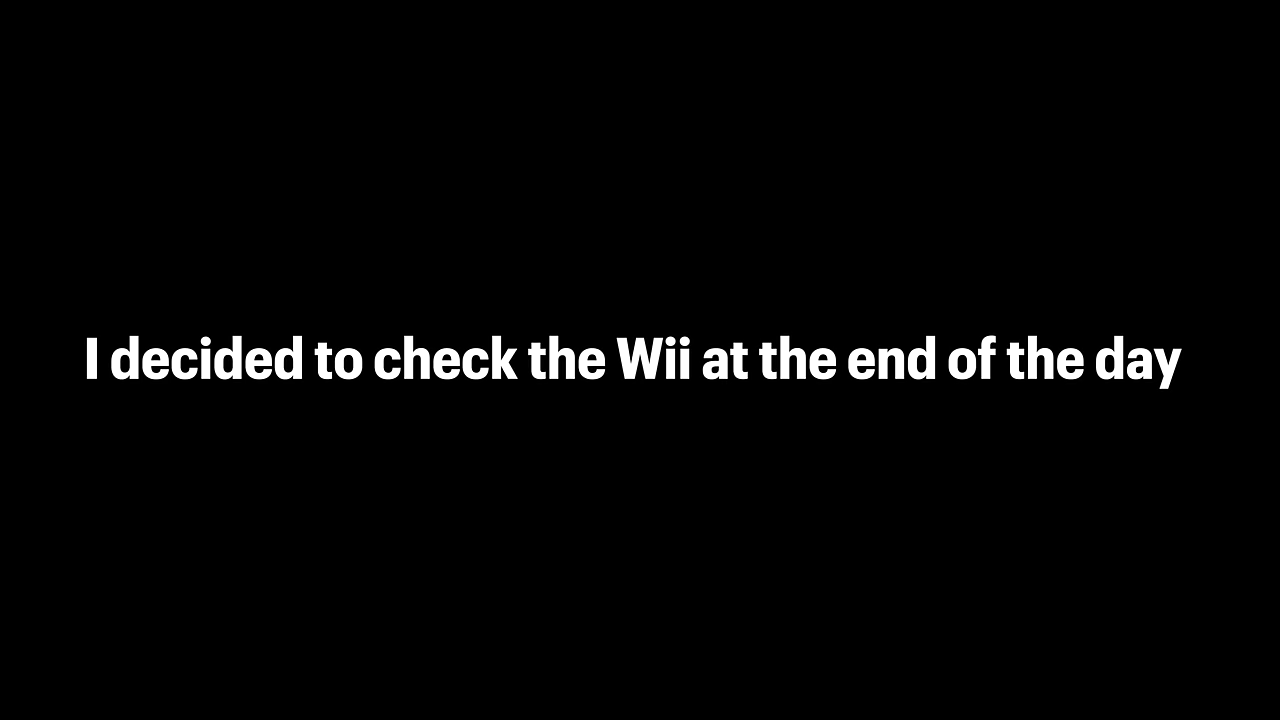 I decided to check the Wii at the end of the day